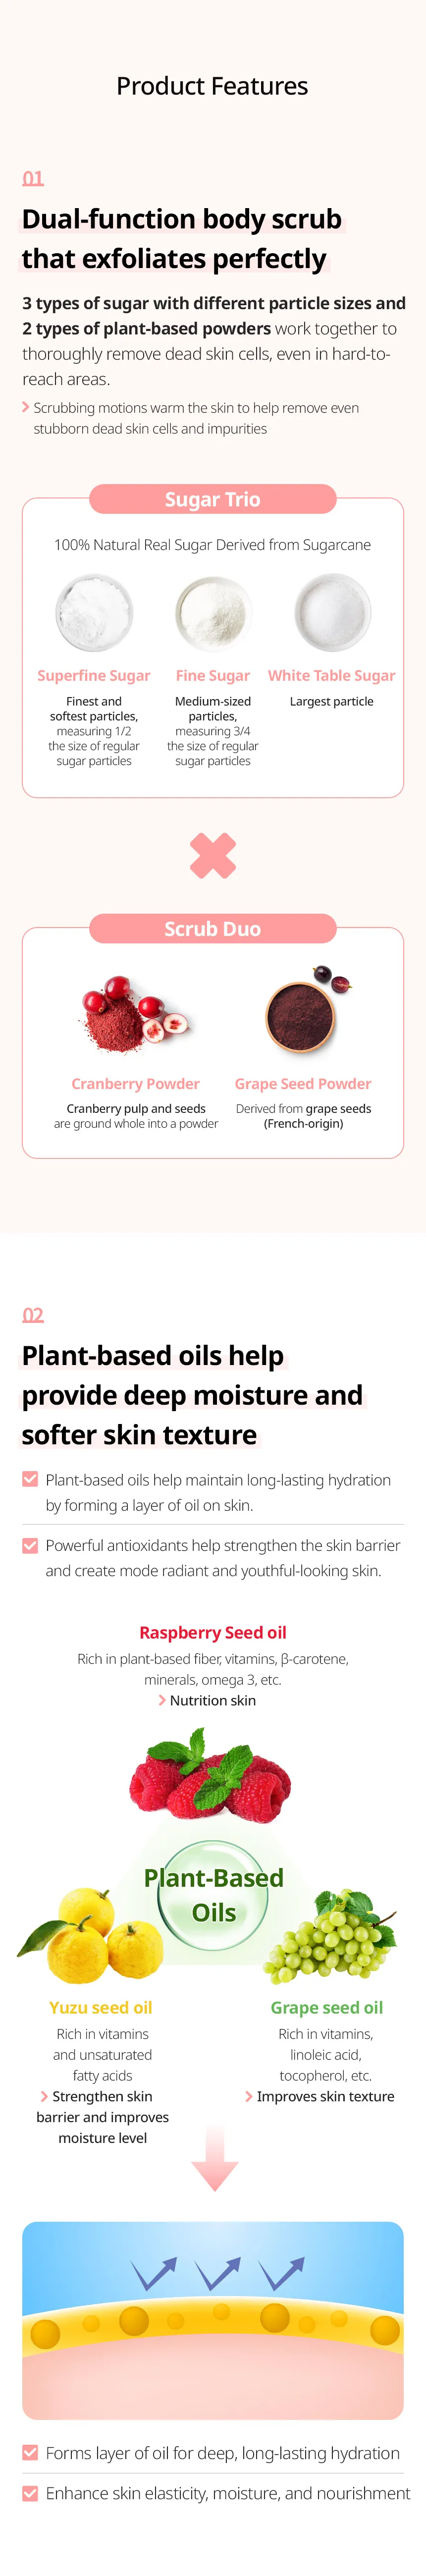 Product Features
01
Dual-function body scrub
that exfoliates perfectly
3 types of sugar with different particle sizes and
2 types of plant-based powders work together to
thoroughly remove dead skin cells, even in hard-to-
reach areas.
Scrubbing motions warm the skin to help remove even
stubborn dead skin cells and impurities
Sugar Trio
100% Natural Real Sugar Derived from Sugarcane
Superfine Sugar
Finest and
softest particles,
measuring 1/2
the size of regular
sugar particles
Fine Sugar
Medium-sized
particles,
measuring 3/4
the size of regular
sugar particles
White Table Sugar
Largest particle
Scrub Duo
Cranberry Powder
Cranberry pulp and seeds
are ground whole into a powder
Grape Seed Powder
Derived from grape seeds
(French-origin)
02
Plant-based oils help
provide deep moisture and
softer skin texture
Plant-based oils help maintain long-lasting hydration
by forming a layer of oil on skin.
Powerful antioxidants help strengthen the skin barrier
and create mode radiant and youthful-looking skin.
Raspberry Seed oil
Rich in plant-based fiber, vitamins, β-carotene,
minerals, omega 3, etc.
Nutrition skin
Plant-Based
Oils
Yuzu seed oil
Rich in vitamins
and unsaturated
fatty acids
Strengthen skin
barrier and improves
moisture level
Grape seed oil
Rich in vitamins,
linoleic acid,
tocopherol, etc.
Improves skin texture
Forms layer of oil for deep, long-lasting hydration
Enhance skin elasticity, moisture, and nourishment